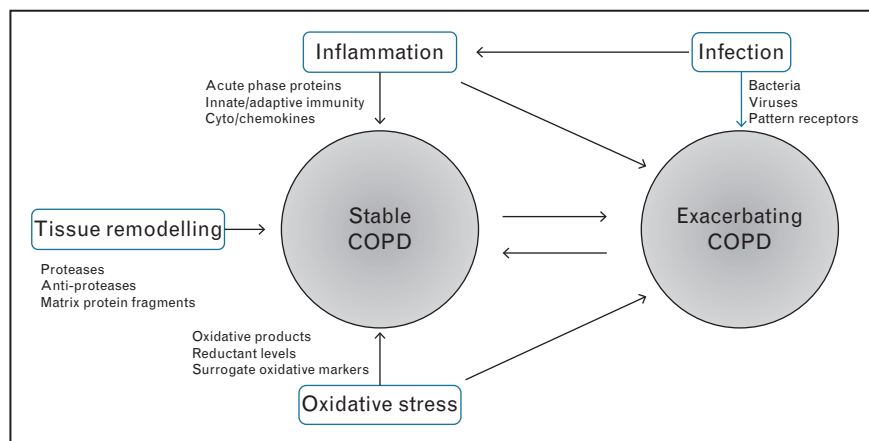 Inflammation
Infection
Acute phase proteins
Innate/adaptive immunity
Cyto/chemokines
Bacteria
Viruses
Pattern receptors
Stable
COPD
Exacerbating
COPD
Tissue remodelling
Proteases
Anti-proteases
Matrix protein fragments
Oxidative products
Reductant levels
Surrogate oxidative markers
Oxidative stress